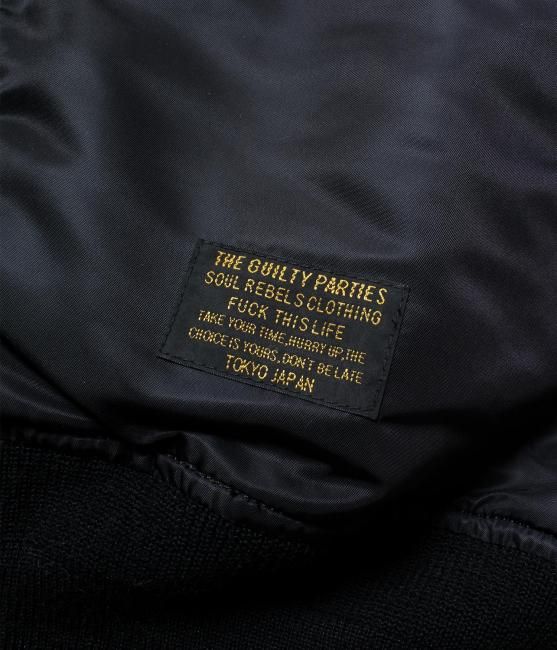 THE GUILTY PARTIES
SOUL REBELS CLOTHING
FUCK THIS LIFE
TAKE YOUR TIME,HURRY UP,THE
CHOICE IS YOURS,DON'T BE LATE
TOKYO JAPAN